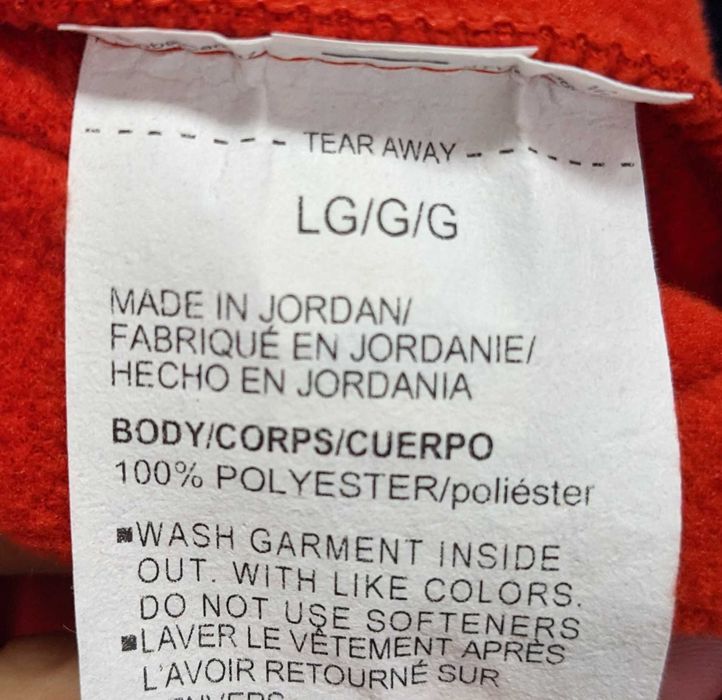 TEAR AWAY
LG/G/G
MADE IN JORDAN/
FABRIQUÉ EN JORDANIE/
HECHO EN JORDANIA
BODY/CORPS/CUERPO
100% POLYESTER/poliéster
▪WASH GARMENT INSIDE
OUT. WITH LIKE COLORS.
DO NOT USE SOFTENERS
▪LAVER LE VÊTEMENT APRÈS
L'AVOIR RETOURNÉ SUR